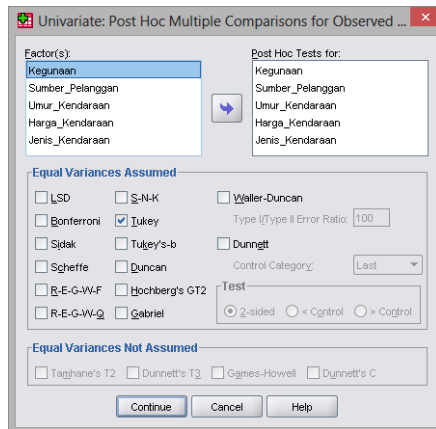 Univariate: Post Hoc Multiple Comparisons for Observed ...
Factor(s):
Kegunaan
Sumber_Pelanggan
Umur_Kendaraan
Harga_Kendaraan
Jenis_Kendaraan
Post Hoc Tests for:
Kegunaan
Sumber_Pelanggan
Umur_Kendaraan
Harga_Kendaraan
Jenis_Kendaraan
Equal Variances Assumed
LSD S-N-K Waller-Duncan
Bonferroni Tukey Type I/Type II Error Ratio: 100
Sidak Tukey's-b Dunnett
Scheffe Duncan Control Category: Last
R-E-G-W-F Hochberg's GT2 Test
R-E-G-W-Q Gabriel 2-sided < Control > Control
Equal Variances Not Assumed
Tamhane's T2 Dunnett's T3 Games-Howell Dunnett's C
Continue Cancel Help